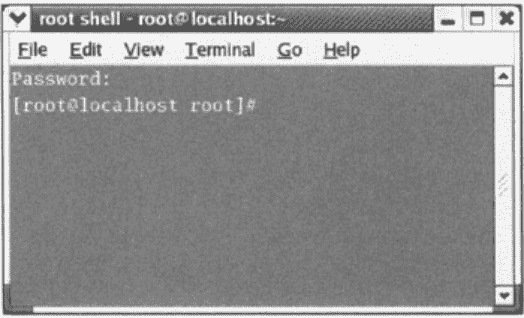 root shell - root@localhost:~
File Edit View Terminal Go Help
Password:
[root@localhost root]#